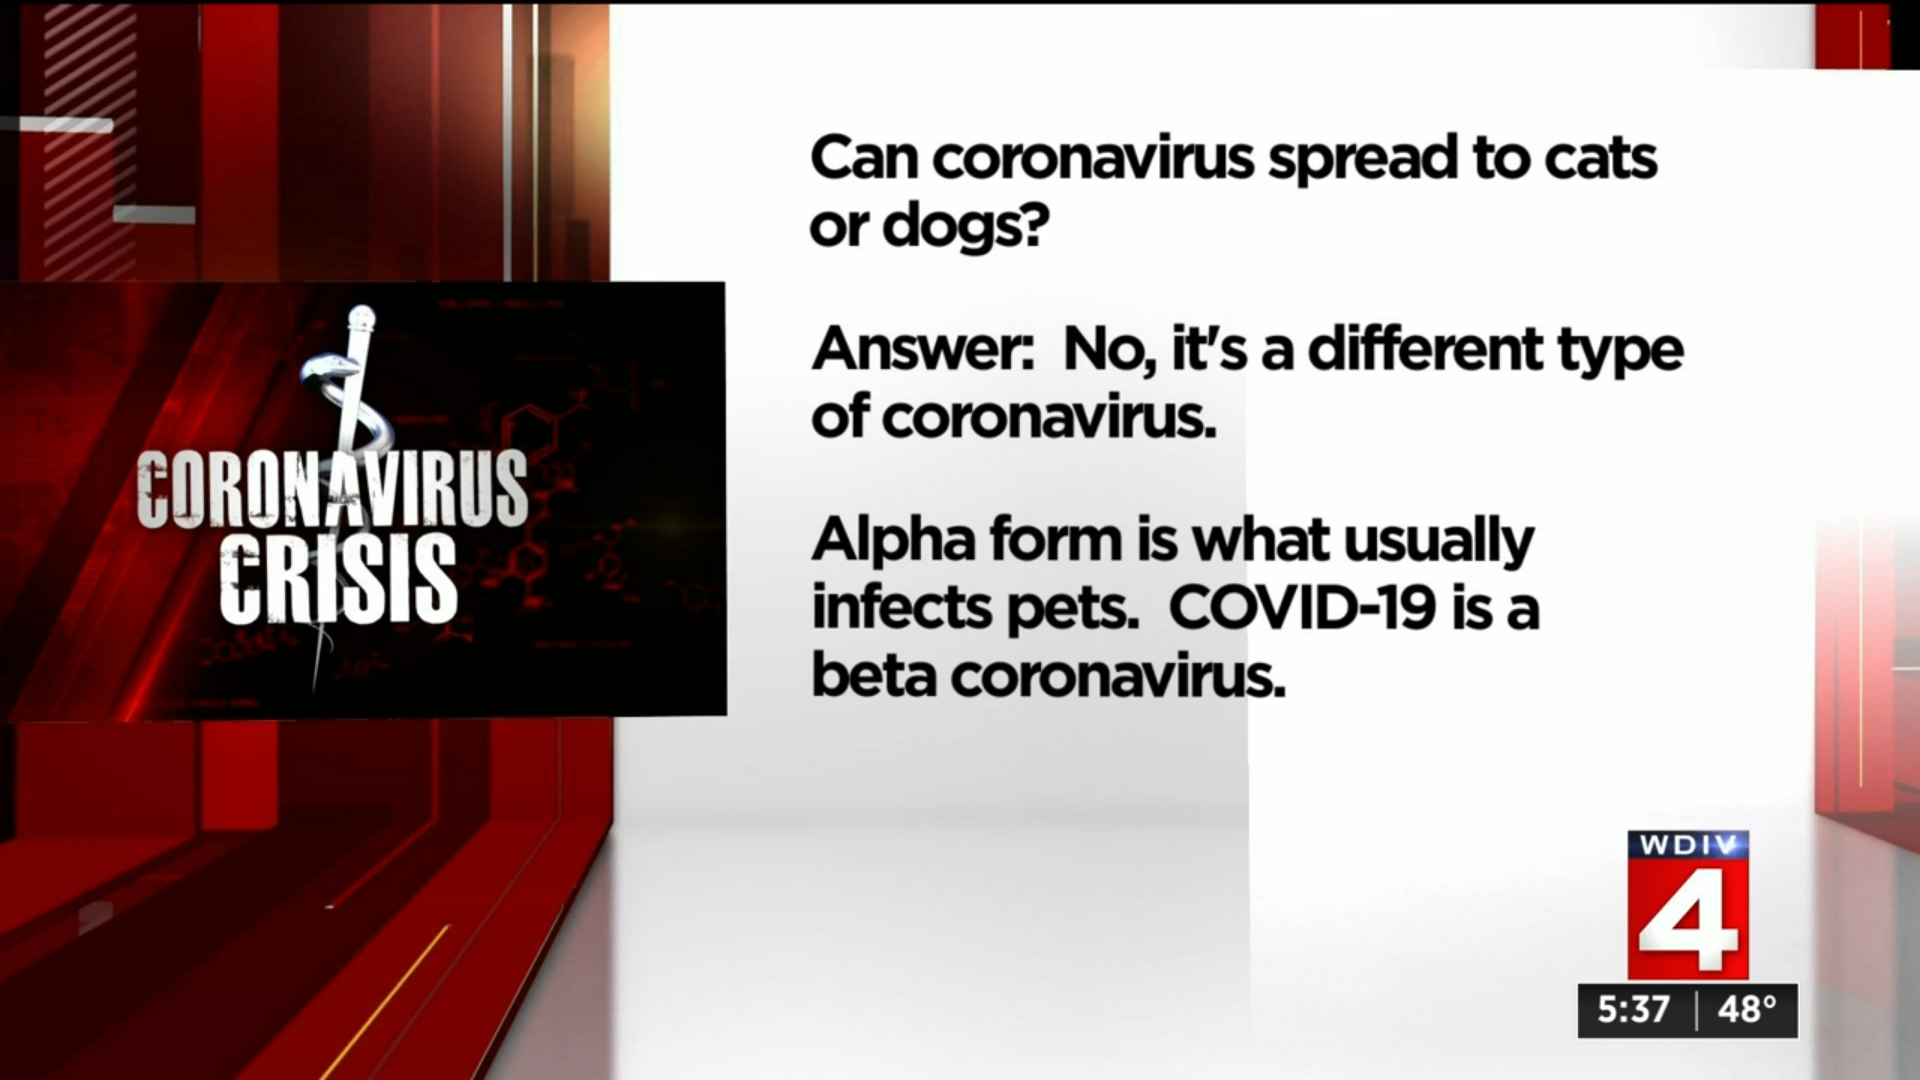 Can coronavirus spread to cats
or dogs?
Answer: No, it's a different type
of coronavirus.
Alpha form is what usually
infects pets. COVID-19 is a
beta coronavirus.
CORONAVIRUS
CRISIS
WDIV
4
5:37 | 48°